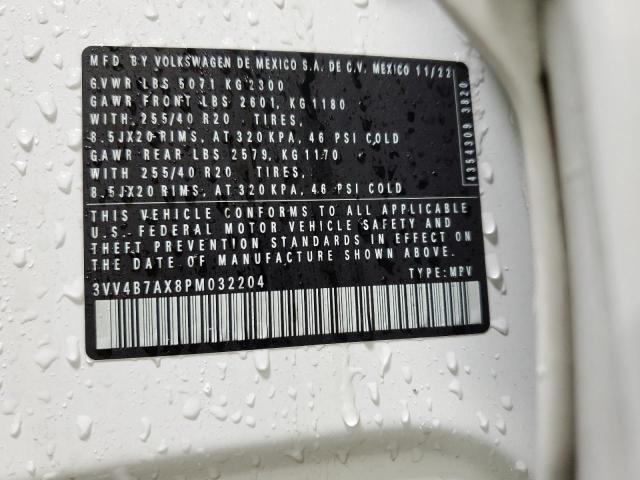 MFD. BY VOLKSWAGEN DE MEXICO S.A. DE C.V. MEXICO 11/22
GVWR LBS 5071 KG 2300
GAWR FRONT LBS 2601, KG 1180
WITH 255/40 R20 TIRES,
8.5JX20 RIMS, AT 320 KPA, 46 PSI COLD
GAWR REAR LBS 2579, KG 1170
WITH 255/40 R20 TIRES,
8.5JX20 RIMS, AT 320 KPA, 46 PSI COLD
4354309 3820
THIS VEHICLE CONFORMS TO ALL APPLICABLE
U.S. FEDERAL MOTOR VEHICLE SAFETY AND
THEFT PREVENTION STANDARDS IN EFFECT ON
THE DATE OF MANUFACTURE SHOWN ABOVE.
3VV4B7AX8PM032204 TYPE: MPV